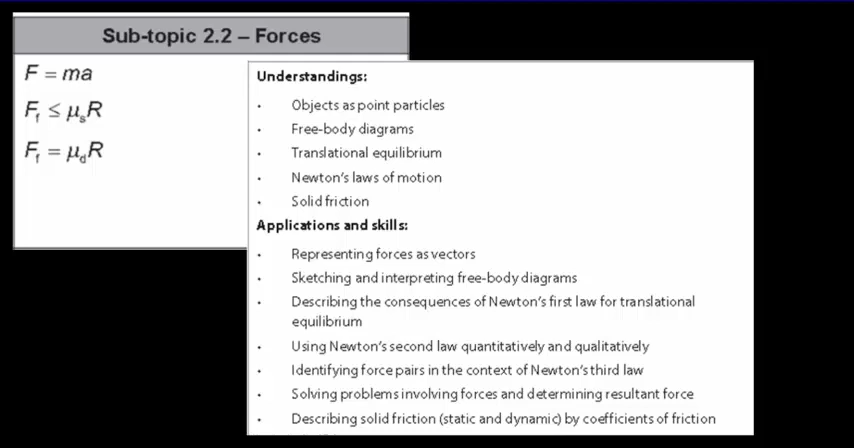 Sub-topic 2.2 – Forces
F = ma
F_f ≤ μ_s R
F_f = μ_d R
Understandings:
• Objects as point particles
• Free-body diagrams
• Translational equilibrium
• Newton's laws of motion
• Solid friction
Applications and skills:
• Representing forces as vectors
• Sketching and interpreting free-body diagrams
• Describing the consequences of Newton's first law for translational
equilibrium
• Using Newton's second law quantitatively and qualitatively
• Identifying force pairs in the context of Newton's third law
• Solving problems involving forces and determining resultant force
• Describing solid friction (static and dynamic) by coefficients of friction